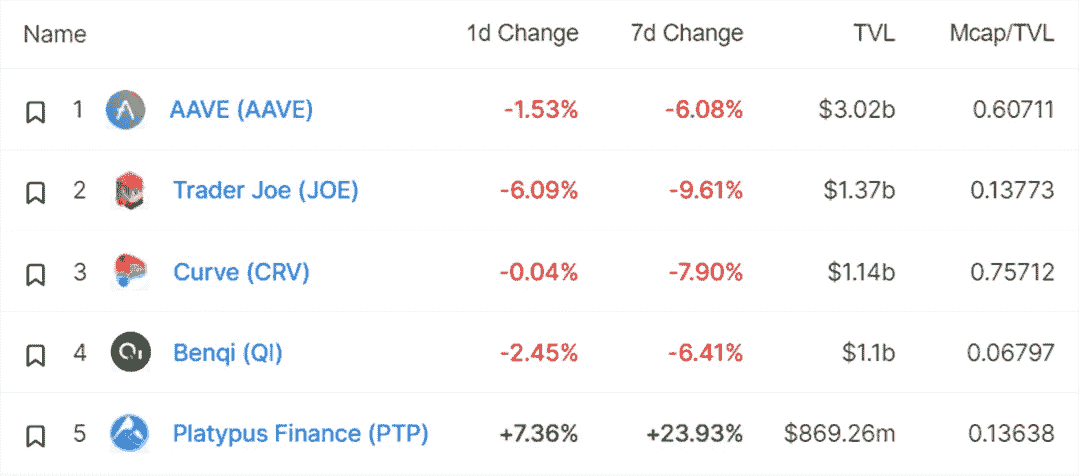 Name 1d Change 7d Change TVL Mcap/TVL
1 AAVE (AAVE) -1.53% -6.08% $3.02b 0.60711
2 Trader Joe (JOE) -6.09% -9.61% $1.37b 0.13773
3 Curve (CRV) -0.04% -7.90% $1.14b 0.75712
4 Benqi (QI) -2.45% -6.41% $1.1b 0.06797
5 Platypus Finance (PTP) +7.36% +23.93% $869.26m 0.13638